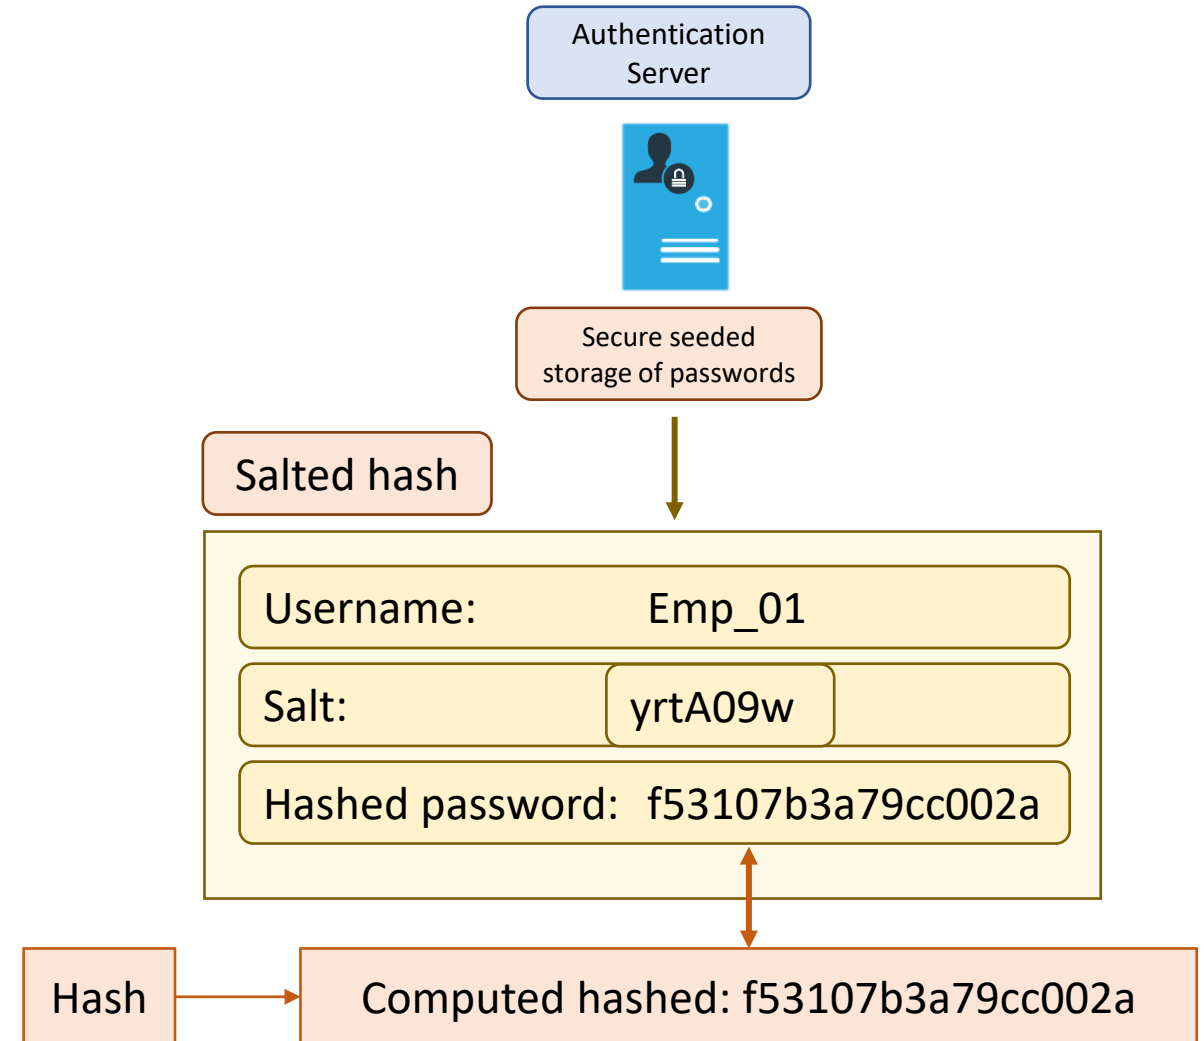 Authentication
Server
Secure seeded
storage of passwords
Salted hash
Username: Emp_01
Salt: yrtA09w
Hashed password: f53107b3a79cc002a
Hash
Computed hashed: f53107b3a79cc002a